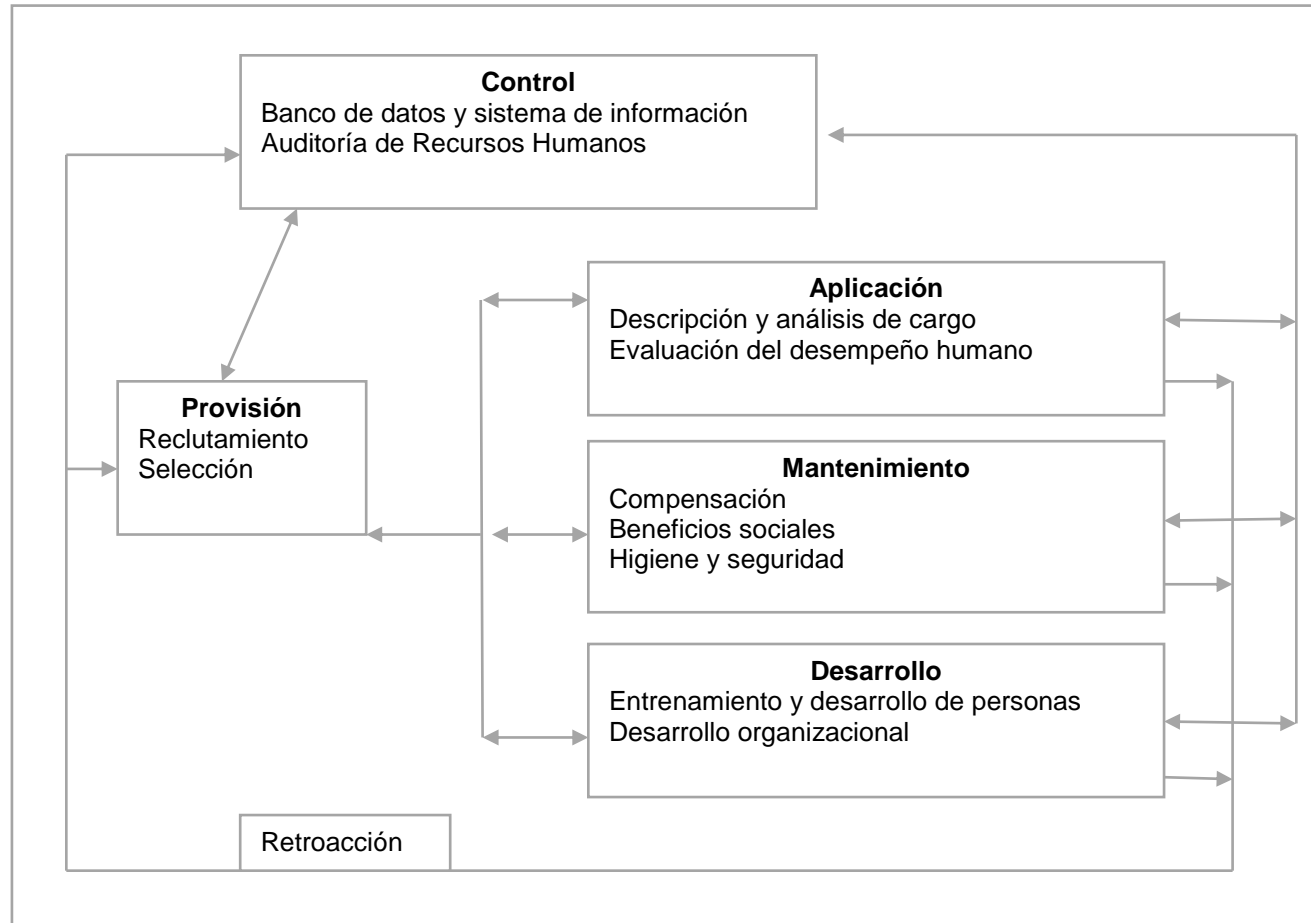 Control
Banco de datos y sistema de información
Auditoría de Recursos Humanos
Aplicación
Descripción y análisis de cargo
Evaluación del desempeño humano
Provisión
Reclutamiento
Selección
Mantenimiento
Compensación
Beneficios sociales
Higiene y seguridad
Desarrollo
Entrenamiento y desarrollo de personas
Desarrollo organizacional
Retroacción